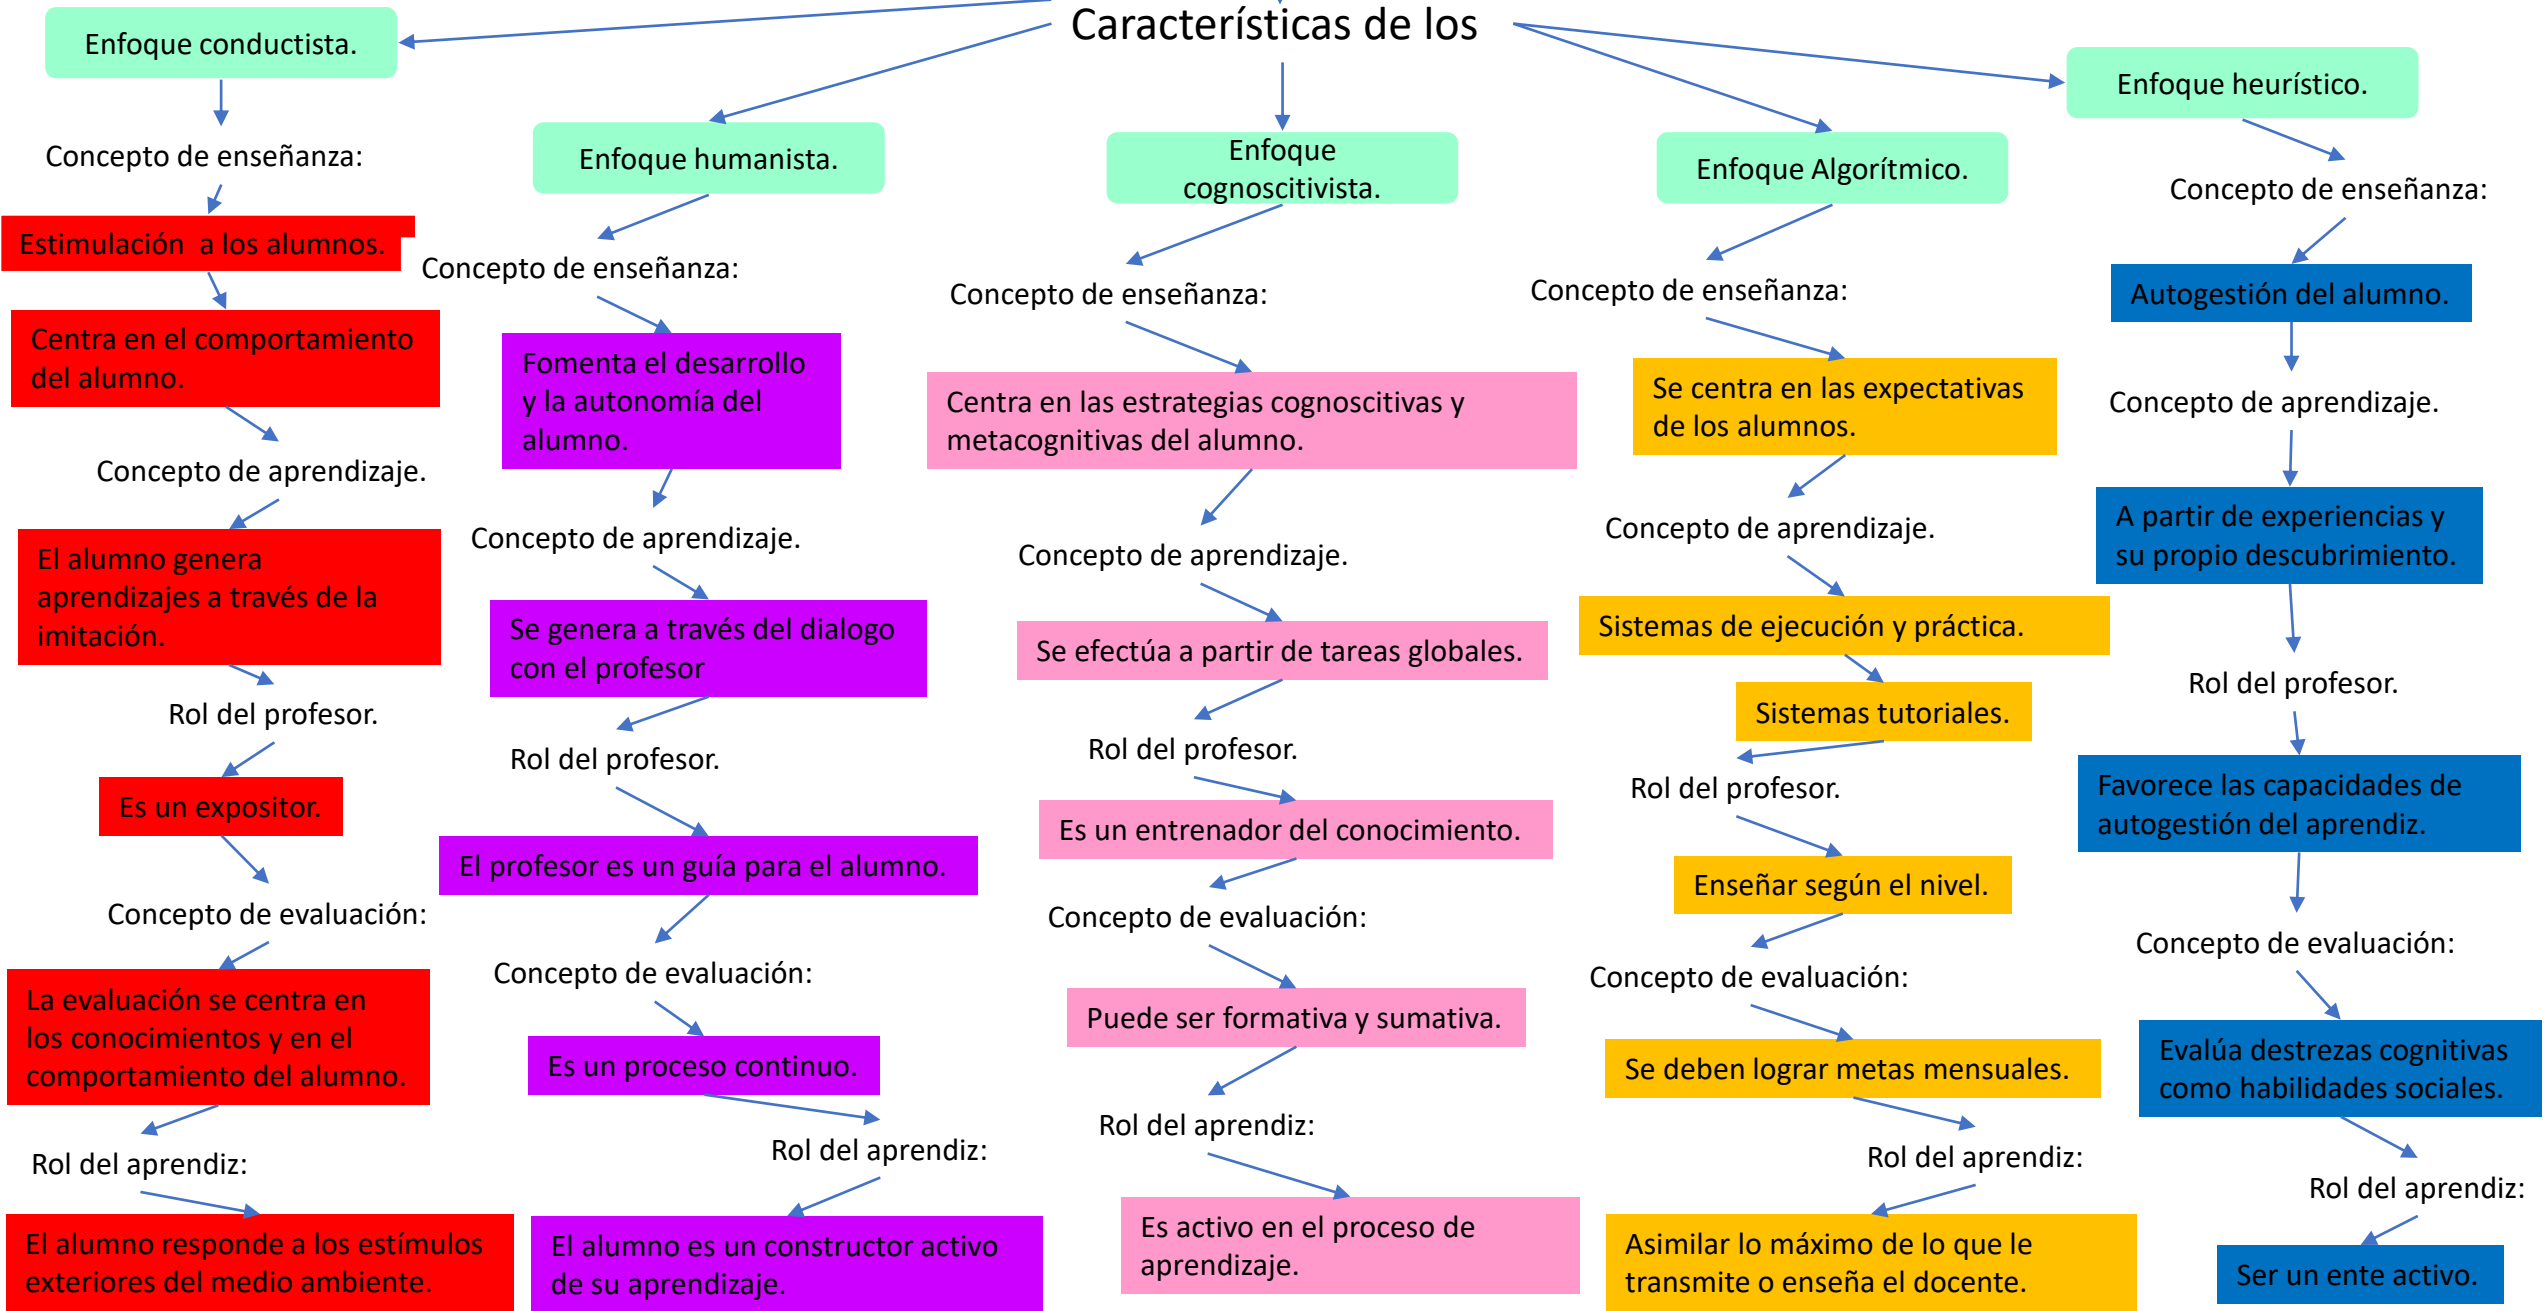 Características de los
Enfoque conductista.
Concepto de enseñanza:
Estimulación  a los alumnos.
Centra en el comportamiento
del alumno.
Concepto de aprendizaje.
El alumno genera
aprendizajes a través de la
imitación.
Rol del profesor.
Es un expositor.
Concepto de evaluación:
La evaluación se centra en
los conocimientos y en el
comportamiento del alumno.
Rol del aprendiz:
El alumno responde a los estímulos
exteriores del medio ambiente.
Enfoque humanista.
Concepto de enseñanza:
Fomenta el desarrollo
y la autonomía del
alumno.
Concepto de aprendizaje.
Se genera a través del dialogo
con el profesor
Rol del profesor.
El profesor es un guía para el alumno.
Concepto de evaluación:
Es un proceso continuo.
Rol del aprendiz:
El alumno es un constructor activo
de su aprendizaje.
Enfoque
cognoscitivista.
Concepto de enseñanza:
Centra en las estrategias cognoscitivas y
metacognitivas del alumno.
Concepto de aprendizaje.
Se efectúa a partir de tareas globales.
Rol del profesor.
Es un entrenador del conocimiento.
Concepto de evaluación:
Puede ser formativa y sumativa.
Rol del aprendiz:
Es activo en el proceso de
aprendizaje.
Enfoque Algorítmico.
Concepto de enseñanza:
Se centra en las expectativas
de los alumnos.
Concepto de aprendizaje.
Sistemas de ejecución y práctica.
Sistemas tutoriales.
Rol del profesor.
Enseñar según el nivel.
Concepto de evaluación:
Se deben lograr metas mensuales.
Rol del aprendiz:
Asimilar lo máximo de lo que le
transmite o enseña el docente.
Enfoque heurístico.
Concepto de enseñanza:
Autogestión del alumno.
Concepto de aprendizaje.
A partir de experiencias y
su propio descubrimiento.
Rol del profesor.
Favorece las capacidades de
autogestión del aprendiz.
Concepto de evaluación:
Evalúa destrezas cognitivas
como habilidades sociales.
Rol del aprendiz:
Ser un ente activo.